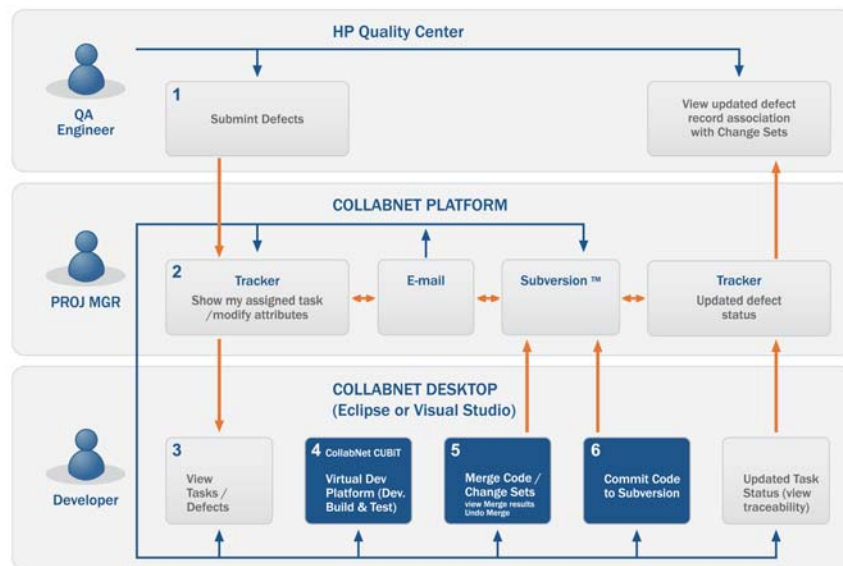 HP Quality Center
QA
Engineer
1
Submint Defects
View updated defect
record association
with Change Sets
COLLABNET PLATFORM
PROJ MGR
2
Tracker
Show my assigned task
/modify attributes
E-mail
Subversion ™
Tracker
Updated defect
status
COLLABNET DESKTOP
(Eclipse or Visual Studio)
Developer
3
View
Tasks /
Defects
4 CollabNet CUBiT
Virtual Dev
Platform (Dev.
Build & Test)
5
Merge Code /
Change Sets
view Merge results
Undo Merge
6
Commit Code
to Subversion
Updated Task
Status (view
traceability)